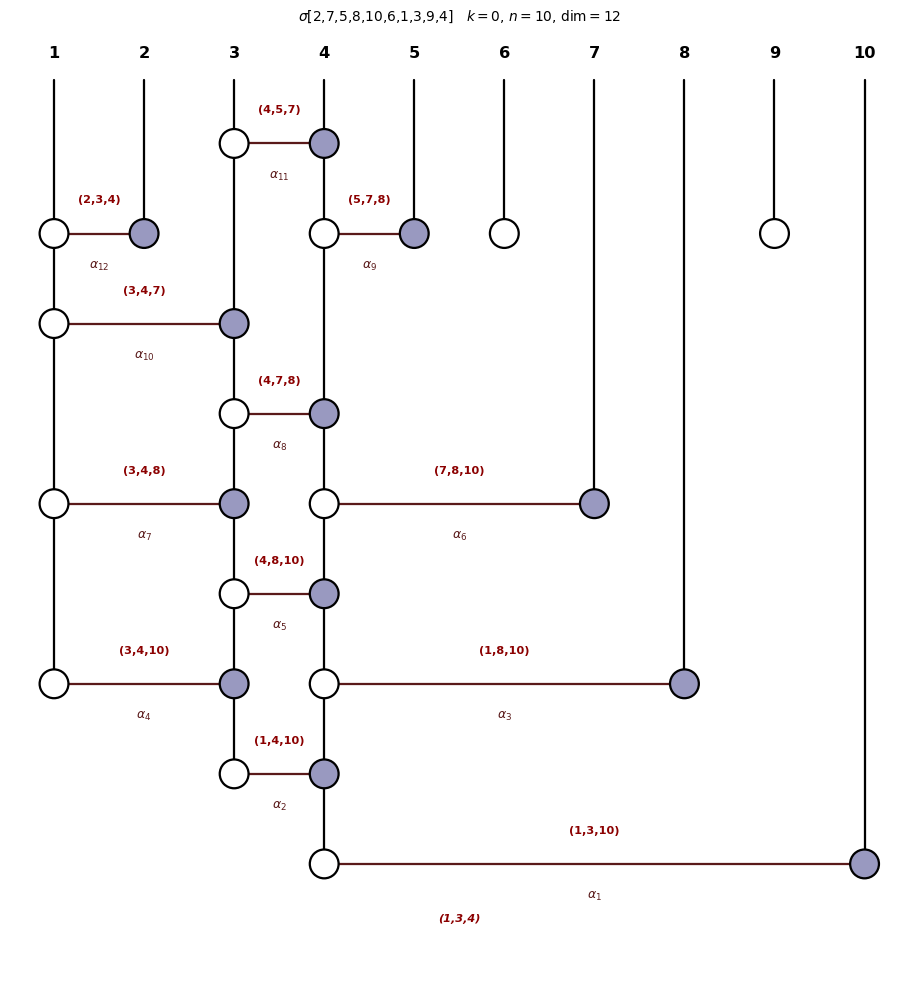 σ[2,7,5,8,10,6,1,3,9,4] k=0, n=10, dim=12
1 2 3 4 5 6 7 8 9 10
(4,5,7)
α11
(2,3,4) (5,7,8)
α12 α9
(3,4,7)
α10
(4,7,8)
α8
(3,4,8) (7,8,10)
α7 α6
(4,8,10)
α5
(3,4,10) (1,8,10)
α4 α3
(1,4,10)
α2
(1,3,10)
α1
(1,3,4)